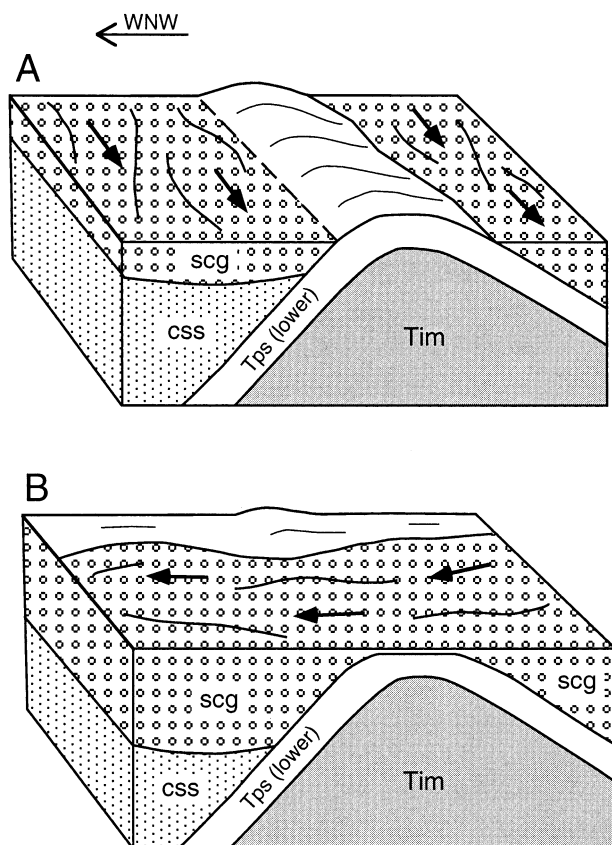 WNW
A
scg
css
Tps (lower)
Tim
B
scg
scg
css
Tps (lower)
Tim